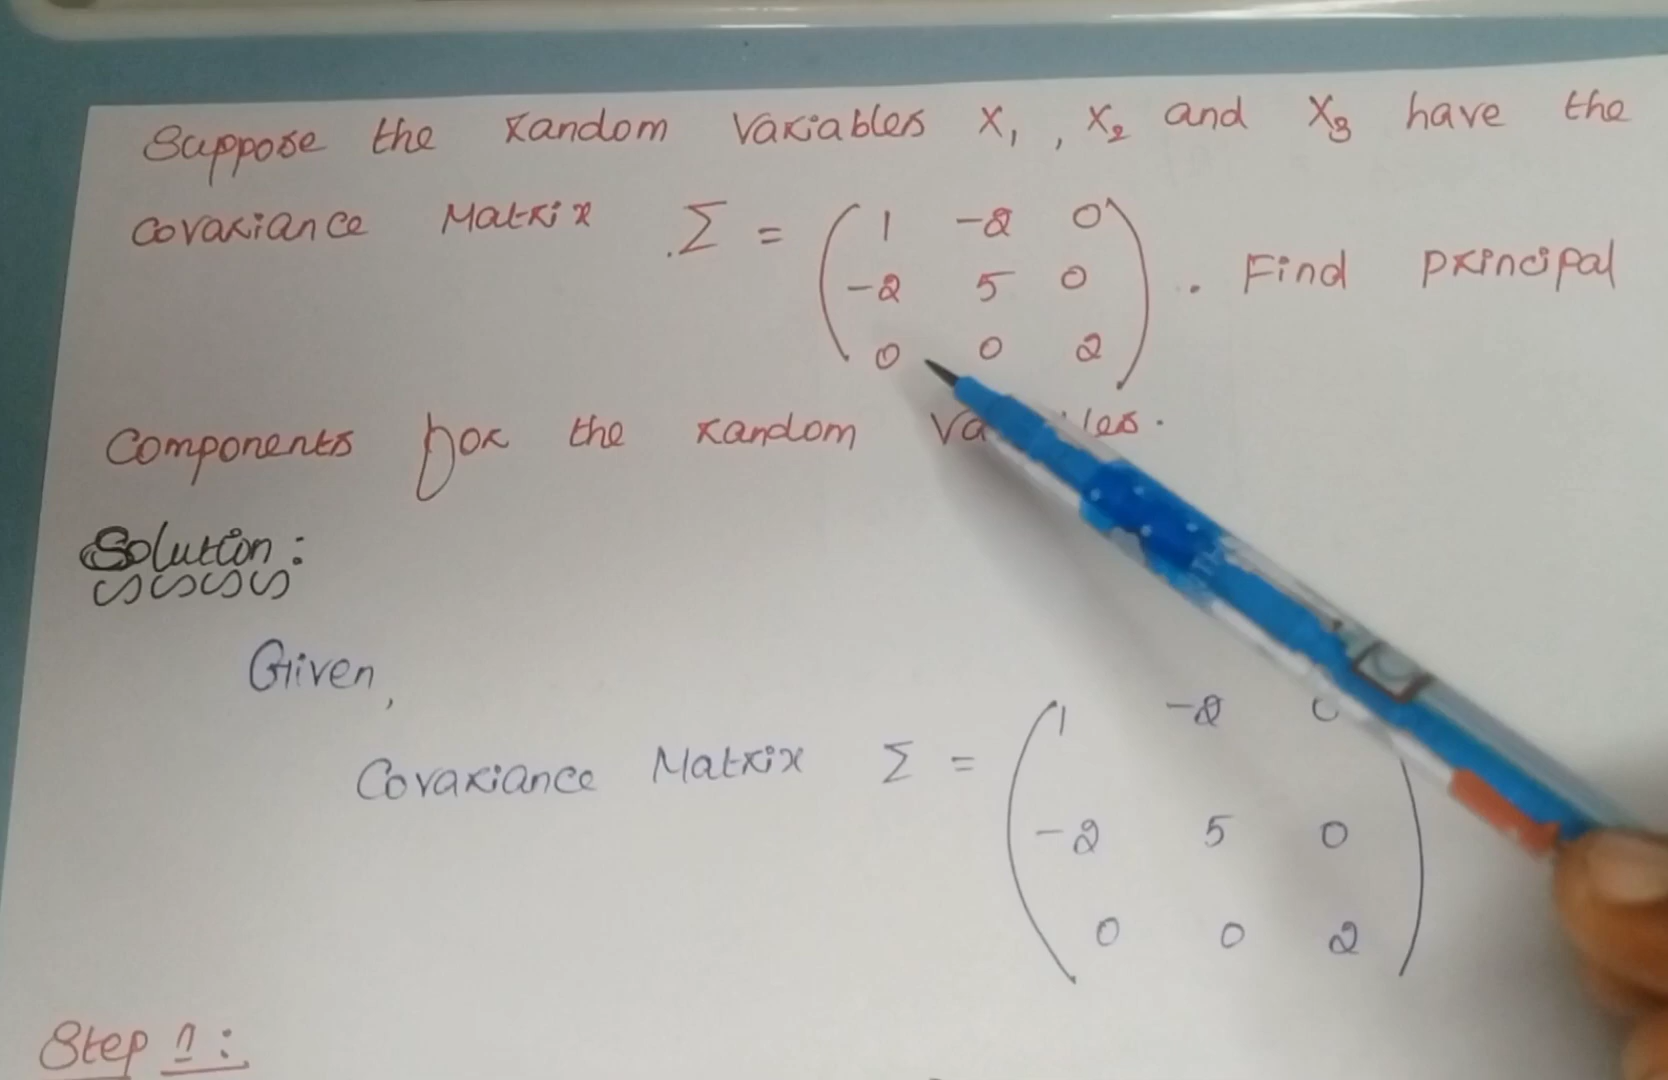 Suppose the random variables X₁, X₂ and X₃ have the
covariance Matrix Σ = ( 1 -2 0
-2 5 0
0 0 2 ) . Find principal
components for the random
Solution:
Given,
Covariance Matrix Σ = ( 1 -2 0
-2 5 0
0 0 2 )
Step 1: